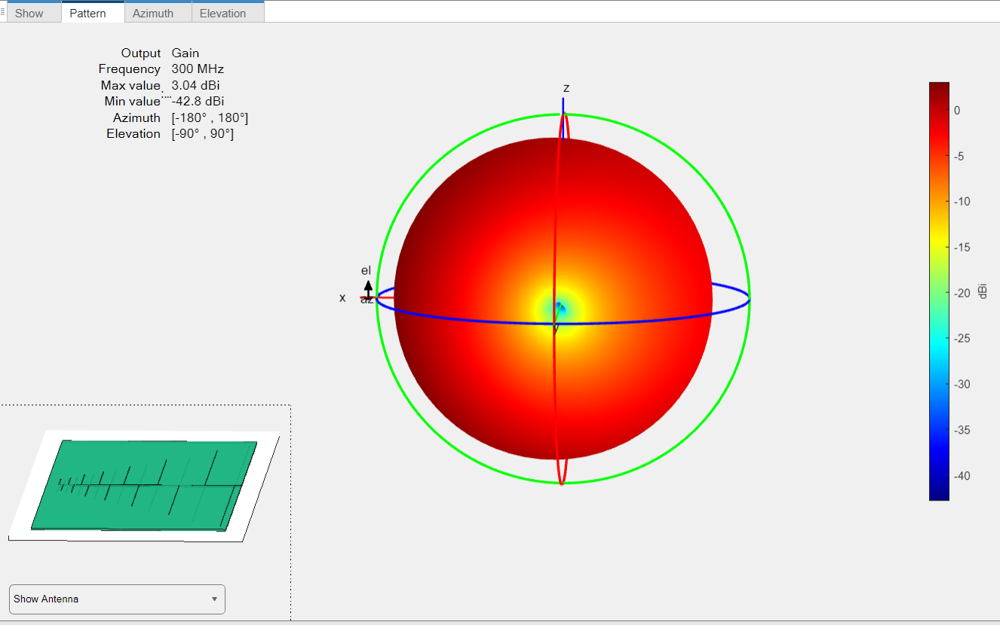 Show Pattern Azimuth Elevation
Output Gain
Frequency 300 MHz
Max value 3.04 dBi
Min value -42.8 dBi
Azimuth [-180° , 180°]
Elevation [-90° , 90°]
z
el
x
az
y
0
-5
-10
-15
-20
-25
-30
-35
-40
dBi
Show Antenna